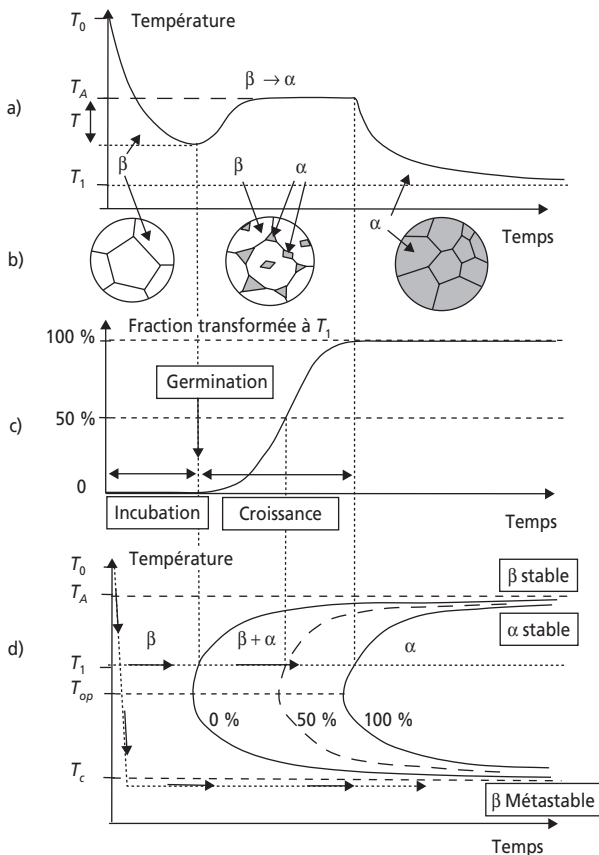 T0
Température
TA
β → α
a)
T
β
β
α
T1
α
Temps
b)
100 %
Fraction transformée à T1
Germination
50 %
c)
0
Incubation
Croissance
Temps
T0
Température
β stable
TA
α stable
d)
β
β + α
α
T1
Top
0 %
50 %
100 %
Tc
β Métastable
Temps